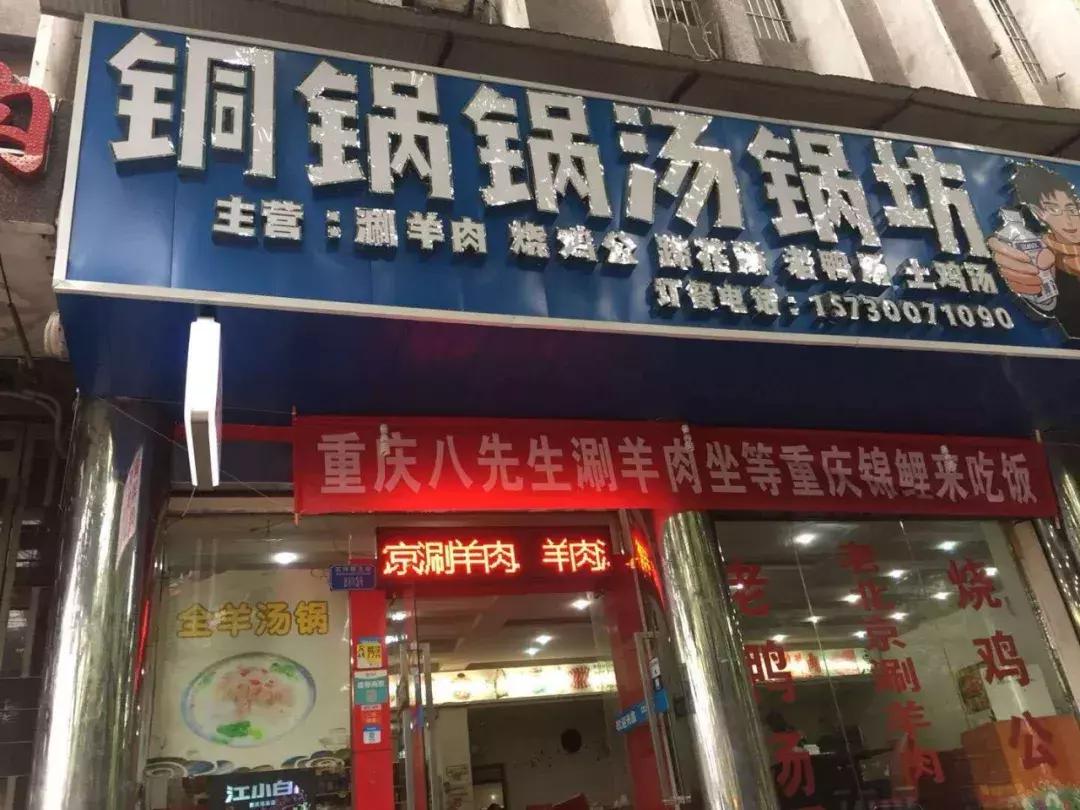 铜锅锅汤锅坊
主营：涮羊肉 烧鸡公 蹄花汤 老鸭汤 土鸡汤
订餐电话：15730071090
重庆八先生涮羊肉坐等重庆锦鲤来吃饭
京涮羊肉 羊肉汤
全羊汤锅
江小白
老鸭汤
老北京涮羊肉
烧鸡公